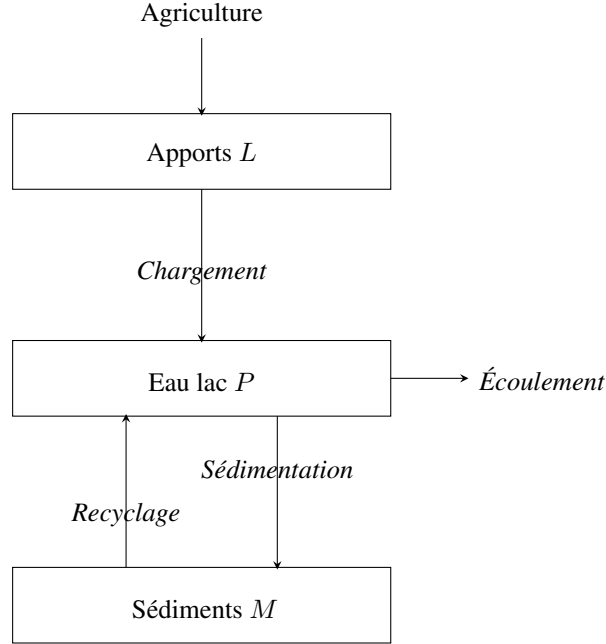 Agriculture
Apports L
Chargement
Eau lac P
Écoulement
Sédimentation
Recyclage
Sédiments M